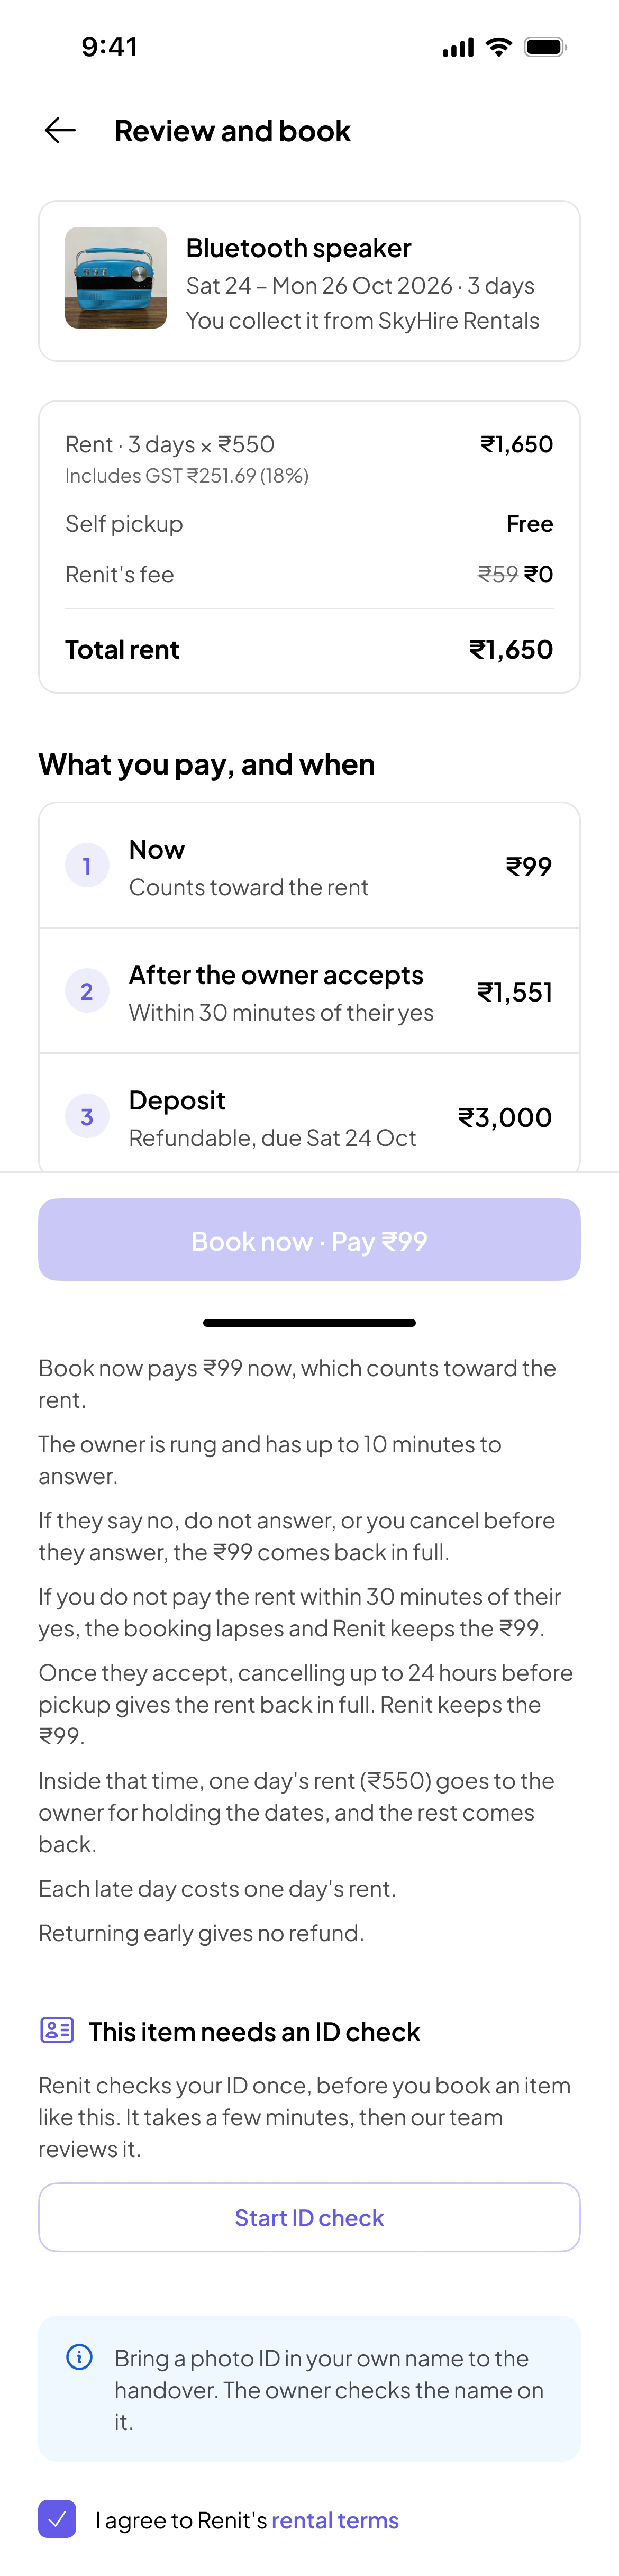 9:41
Review and book
Bluetooth speaker
Sat 24 – Mon 26 Oct 2026 · 3 days
You collect it from SkyHire Rentals
Rent · 3 days × ₹550 ₹1,650
Includes GST ₹251.69 (18%)
Self pickup Free
Renit's fee ₹59 ₹0
Total rent ₹1,650
What you pay, and when
1 Now ₹99
Counts toward the rent
2 After the owner accepts ₹1,551
Within 30 minutes of their yes
3 Deposit ₹3,000
Refundable, due Sat 24 Oct
Book now · Pay ₹99
Book now pays ₹99 now, which counts toward the
rent.
The owner is rung and has up to 10 minutes to
answer.
If they say no, do not answer, or you cancel before
they answer, the ₹99 comes back in full.
If you do not pay the rent within 30 minutes of their
yes, the booking lapses and Renit keeps the ₹99.
Once they accept, cancelling up to 24 hours before
pickup gives the rent back in full. Renit keeps the
₹99.
Inside that time, one day's rent (₹550) goes to the
owner for holding the dates, and the rest comes
back.
Each late day costs one day's rent.
Returning early gives no refund.
This item needs an ID check
Renit checks your ID once, before you book an item
like this. It takes a few minutes, then our team
reviews it.
Start ID check
Bring a photo ID in your own name to the
handover. The owner checks the name on
it.
I agree to Renit's rental terms